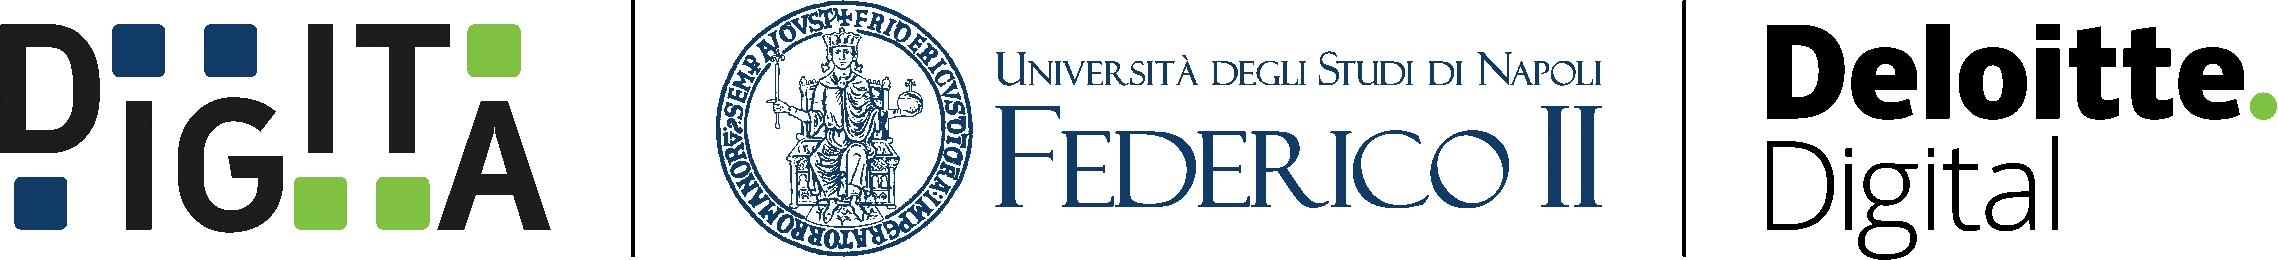 DIGITA
UNIVERSITÀ DEGLI STUDI DI NAPOLI
FEDERICO II
Deloitte.
Digital